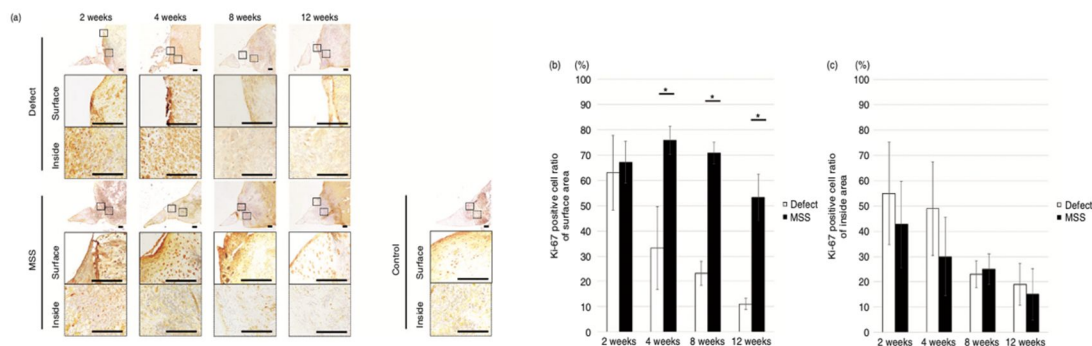 (a)
2 weeks 4 weeks 8 weeks 12 weeks
Defect
Surface
Inside
MSS
Surface
Inside
Control
Surface
Inside
(b) (%)
Ki-67 positive cell ratio
of surface area
100
90
80
70
60
50
40
30
20
10
0
* * *
Defect
MSS
2 weeks 4 weeks 8 weeks 12 weeks
(c) (%)
Ki-67 positive cell ratio
of inside area
100
90
80
70
60
50
40
30
20
10
0
Defect
MSS
2 weeks 4 weeks 8 weeks 12 weeks